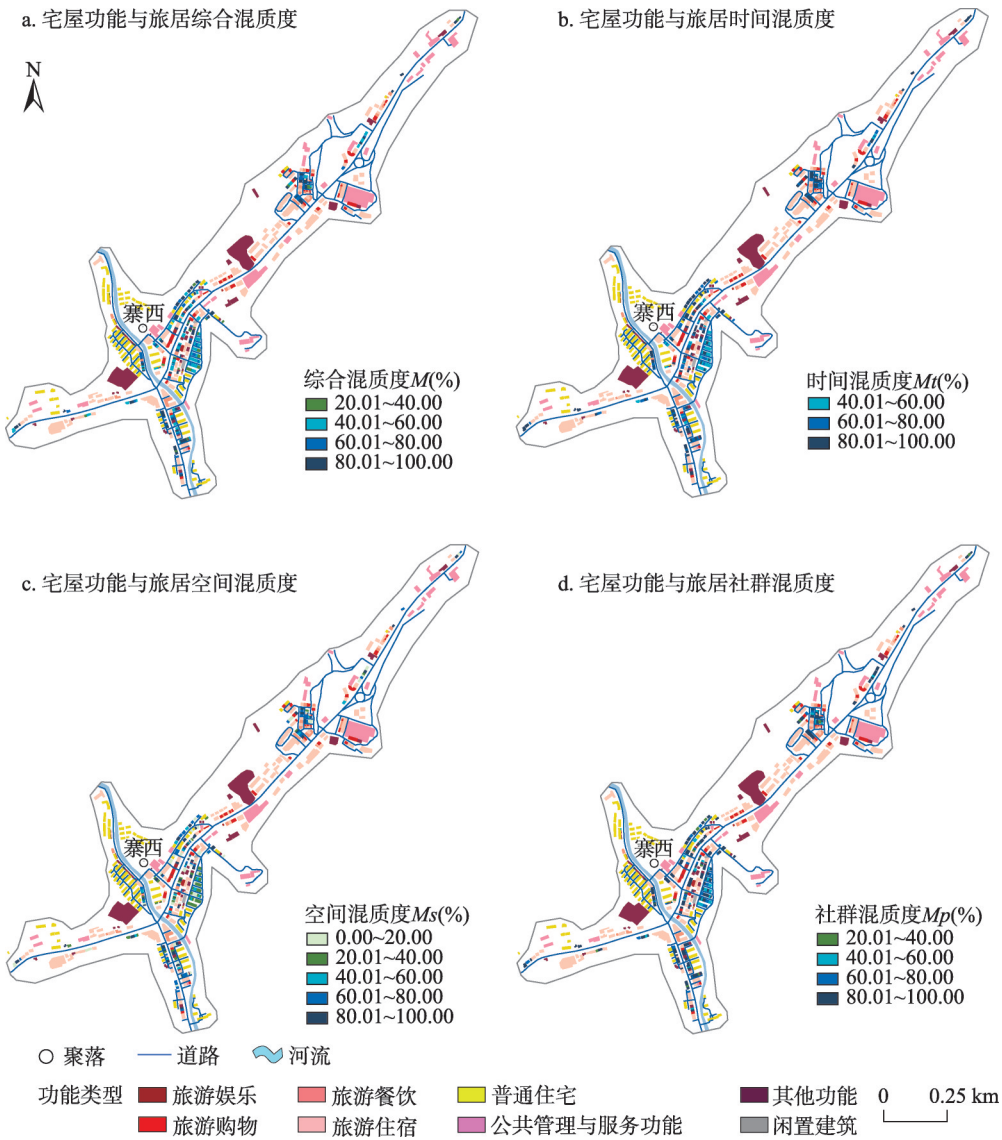 a. 宅屋功能与旅居综合混质度
N
寨西
综合混质度M(%)
20.01~40.00
40.01~60.00
60.01~80.00
80.01~100.00
b. 宅屋功能与旅居时间混质度
寨西
时间混质度Mt(%)
40.01~60.00
60.01~80.00
80.01~100.00
c. 宅屋功能与旅居空间混质度
寨西
空间混质度Ms(%)
0.00~20.00
20.01~40.00
40.01~60.00
60.01~80.00
80.01~100.00
d. 宅屋功能与旅居社群混质度
寨西
社群混质度Mp(%)
20.01~40.00
40.01~60.00
60.01~80.00
80.01~100.00
聚落 道路 河流
功能类型 旅游娱乐 旅游餐饮 普通住宅 其他功能 0 0.25 km
旅游购物 旅游住宿 公共管理与服务功能 闲置建筑